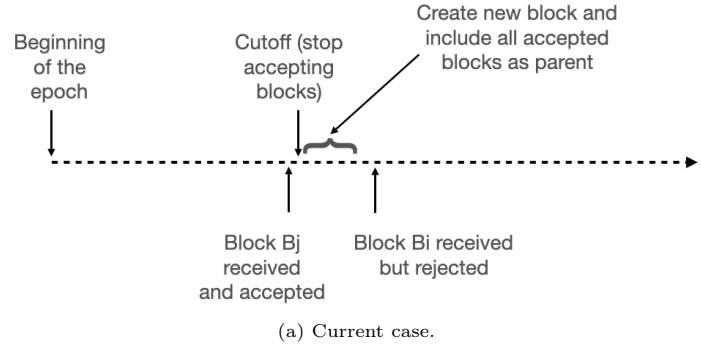 Beginning
of the
epoch
Cutoff (stop
accepting
blocks)
Create new block and
include all accepted
blocks as parent
Block Bj
received
and accepted
Block Bi received
but rejected
(a) Current case.